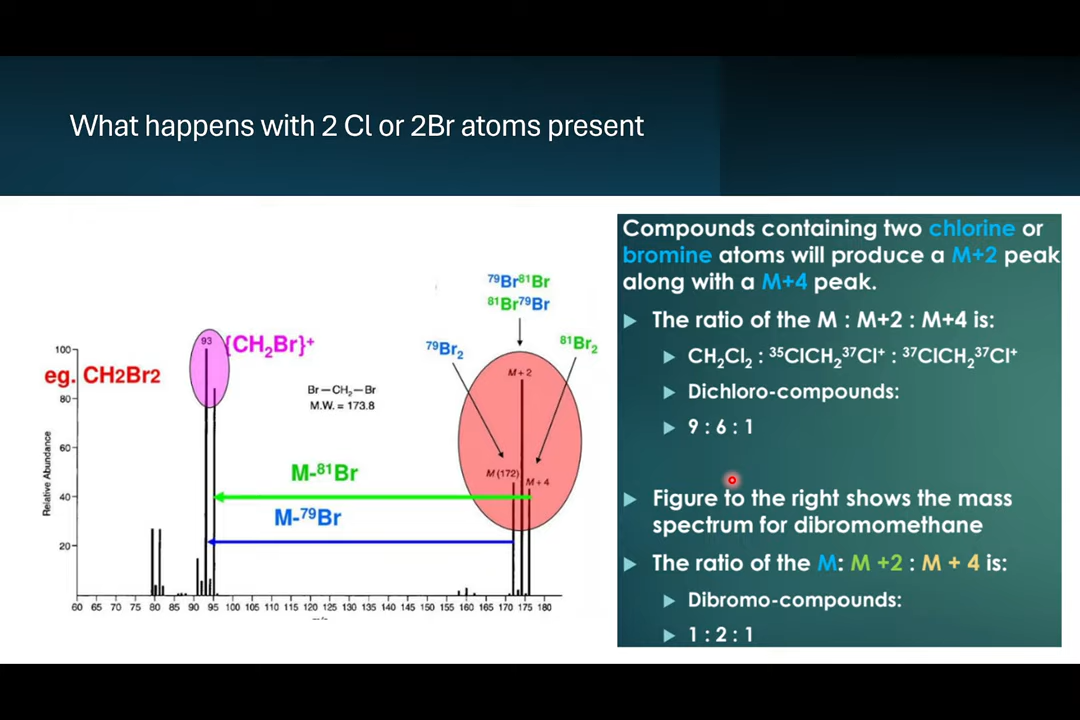 What happens with 2 Cl or 2Br atoms present
⁷⁹Br⁸¹Br
⁸¹Br⁷⁹Br
⁷⁹Br₂
⁸¹Br₂
93
{CH₂Br}⁺
eg. CH2Br2
Br—CH₂—Br
M.W. = 173.8
M + 2
M (172)
M + 4
M-⁸¹Br
M-⁷⁹Br
Relative Abundance
100
80
60
40
20
60 65 70 75 80 85 90 95 100 105 110 115 120 125 130 135 140 145 150 155 160 165 170 175 180
Compounds containing two chlorine or
bromine atoms will produce a M+2 peak
along with a M+4 peak.
The ratio of the M : M+2 : M+4 is:
CH₂Cl₂ : ³⁵ClCH₂³⁷Cl⁺ : ³⁷ClCH₂³⁷Cl⁺
Dichloro-compounds:
9 : 6 : 1
Figure to the right shows the mass
spectrum for dibromomethane
The ratio of the M: M +2 : M + 4 is:
Dibromo-compounds:
1 : 2 : 1